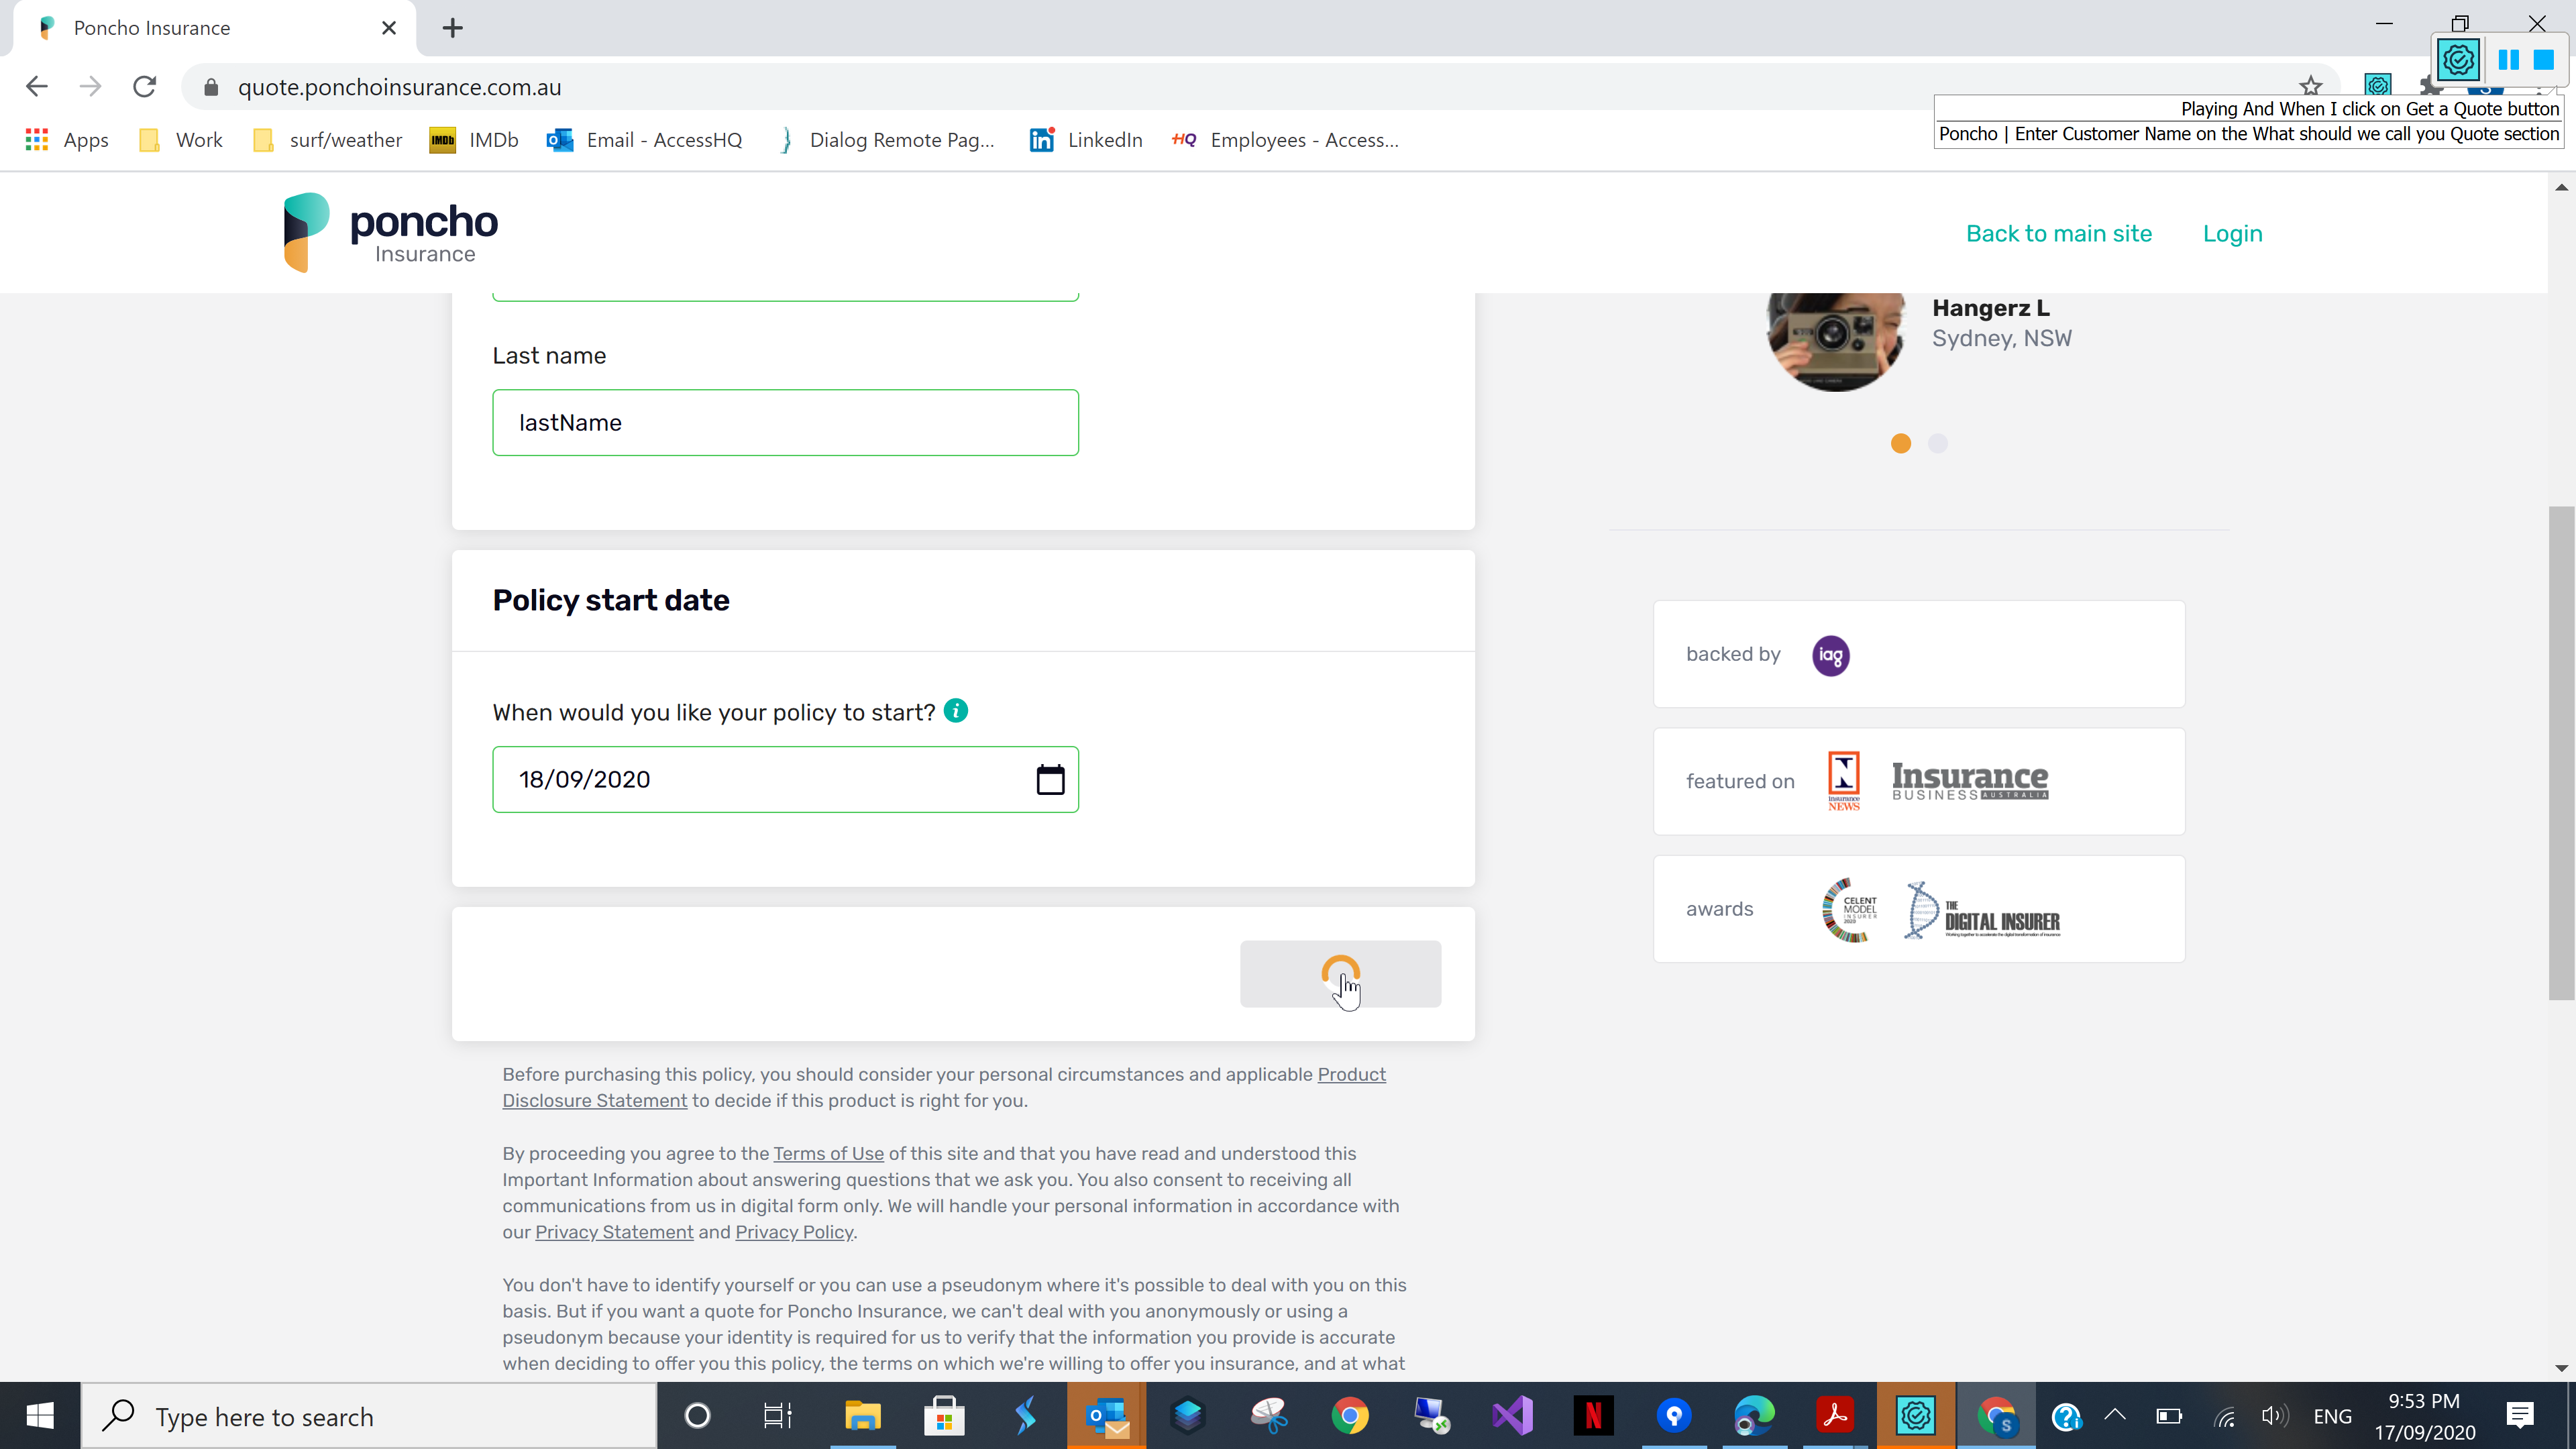 Poncho Insurance
quote.ponchoinsurance.com.au
Playing And When I click on Get a Quote button
Poncho | Enter Customer Name on the What should we call you Quote section
Apps
Work
surf/weather
IMDb
IMDb
Email - AccessHQ
Dialog Remote Pag...
in
LinkedIn
HQ
Employees - Access...
poncho
Insurance
Back to main site
Login
Hangerz L
Sydney, NSW
Last name
lastName
Policy start date
When would you like your policy to start?
18/09/2020
backed by
iag
featured on
Insurance
NEWS
Insurance
BUSINESS AUSTRALIA
awards
CELENT
MODEL
INSURER
2020
THE
DIGITAL INSURER
Before purchasing this policy, you should consider your personal circumstances and applicable Product
Disclosure Statement to decide if this product is right for you.
By proceeding you agree to the Terms of Use of this site and that you have read and understood this
Important Information about answering questions that we ask you. You also consent to receiving all
communications from us in digital form only. We will handle your personal information in accordance with
our Privacy Statement and Privacy Policy.
You don't have to identify yourself or you can use a pseudonym where it's possible to deal with you on this
basis. But if you want a quote for Poncho Insurance, we can't deal with you anonymously or using a
pseudonym because your identity is required for us to verify that the information you provide is accurate
when deciding to offer you this policy, the terms on which we're willing to offer you insurance, and at what
Type here to search
ENG
9:53 PM
17/09/2020